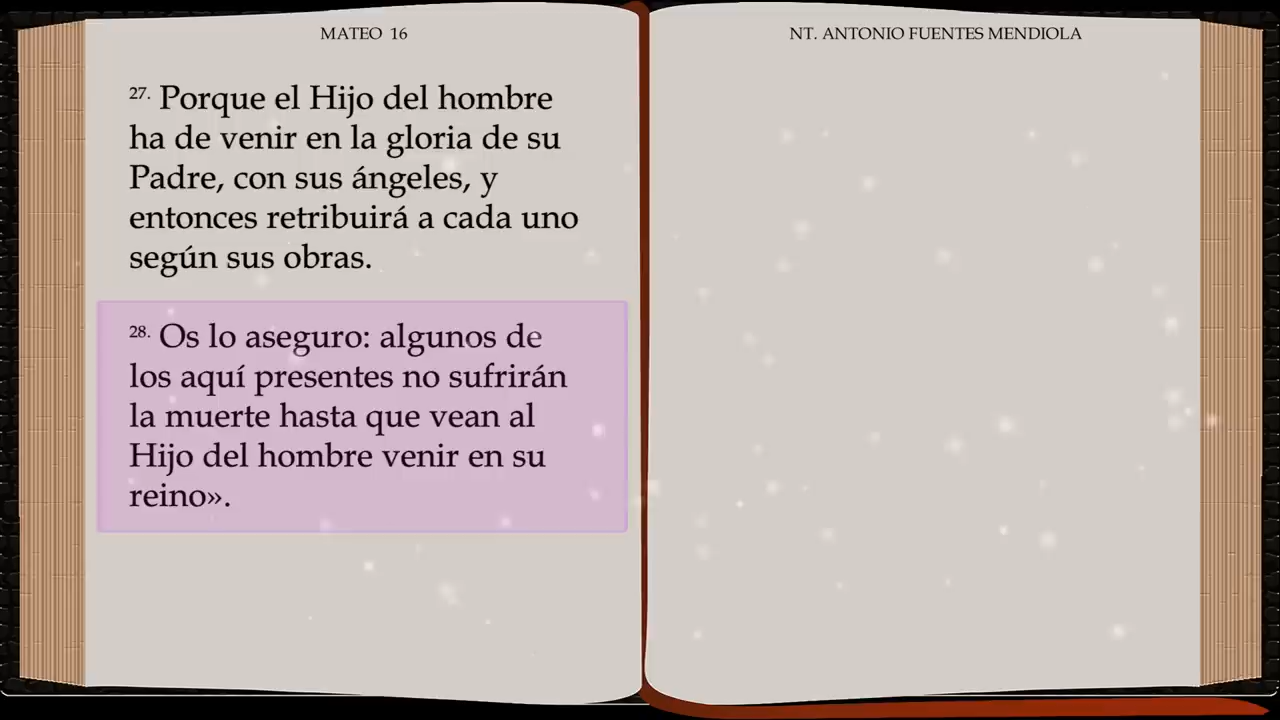 MATEO 16
NT. ANTONIO FUENTES MENDIOLA
27. Porque el Hijo del hombre
ha de venir en la gloria de su
Padre, con sus ángeles, y
entonces retribuirá a cada uno
según sus obras.
28. Os lo aseguro: algunos de
los aquí presentes no sufrirán
la muerte hasta que vean al
Hijo del hombre venir en su
reino».